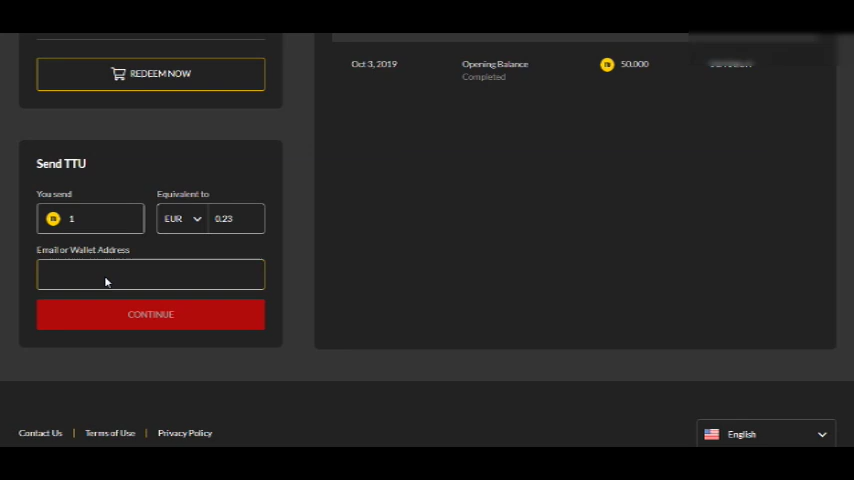 REDEEM NOW
Oct 3, 2019 Opening Balance 50.000
Completed
Send TTU
You send Equivalent to
1 EUR 0.23
Email or Wallet Address
CONTINUE
Contact Us | Terms of Use | Privacy Policy
English